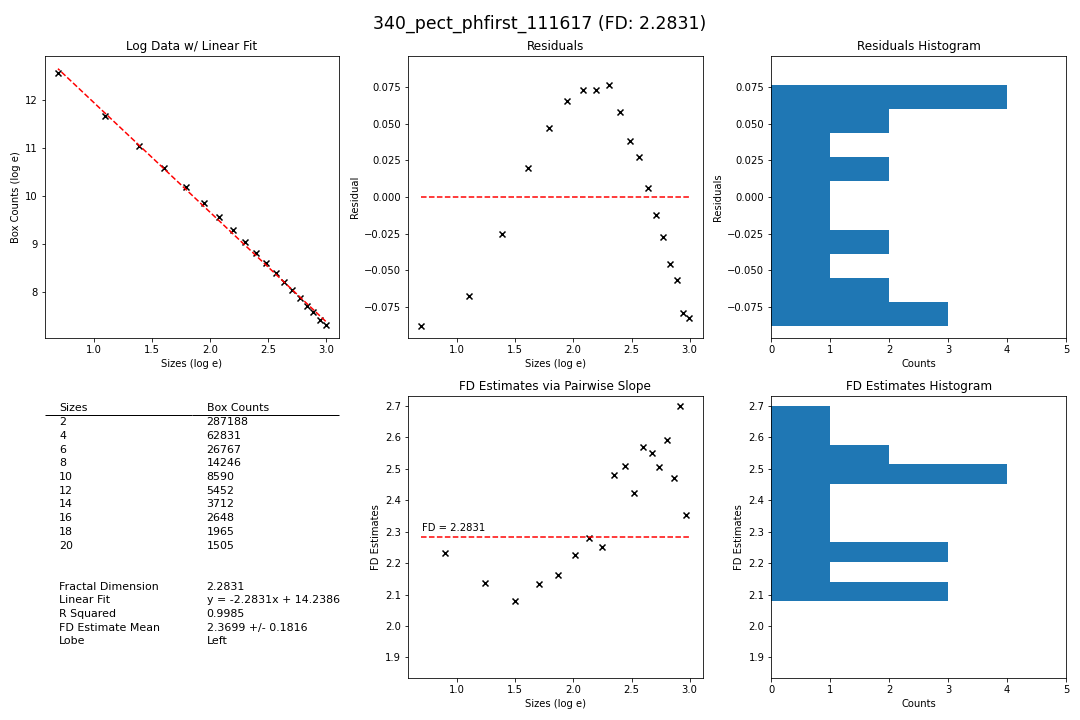 340_pect_phfirst_111617 (FD: 2.2831)
Log Data w/ Linear Fit
12
11
10
9
8
Box Counts (log e)
1.0 1.5 2.0 2.5 3.0
Sizes (log e)
Residuals
0.075
0.050
0.025
0.000
−0.025
−0.050
−0.075
Residual
1.0 1.5 2.0 2.5 3.0
Sizes (log e)
Residuals Histogram
0.075
0.050
0.025
0.000
−0.025
−0.050
−0.075
Residuals
0 1 2 3 4 5
Counts
Sizes Box Counts
2 287188
4 62831
6 26767
8 14246
10 8590
12 5452
14 3712
16 2648
18 1965
20 1505
Fractal Dimension 2.2831
Linear Fit y = -2.2831x + 14.2386
R Squared 0.9985
FD Estimate Mean 2.3699 +/- 0.1816
Lobe Left
FD Estimates via Pairwise Slope
2.7
2.6
2.5
2.4
2.3
2.2
2.1
2.0
1.9
FD Estimates
FD = 2.2831
1.0 1.5 2.0 2.5 3.0
Sizes (log e)
FD Estimates Histogram
2.7
2.6
2.5
2.4
2.3
2.2
2.1
2.0
1.9
FD Estimates
0 1 2 3 4 5
Counts